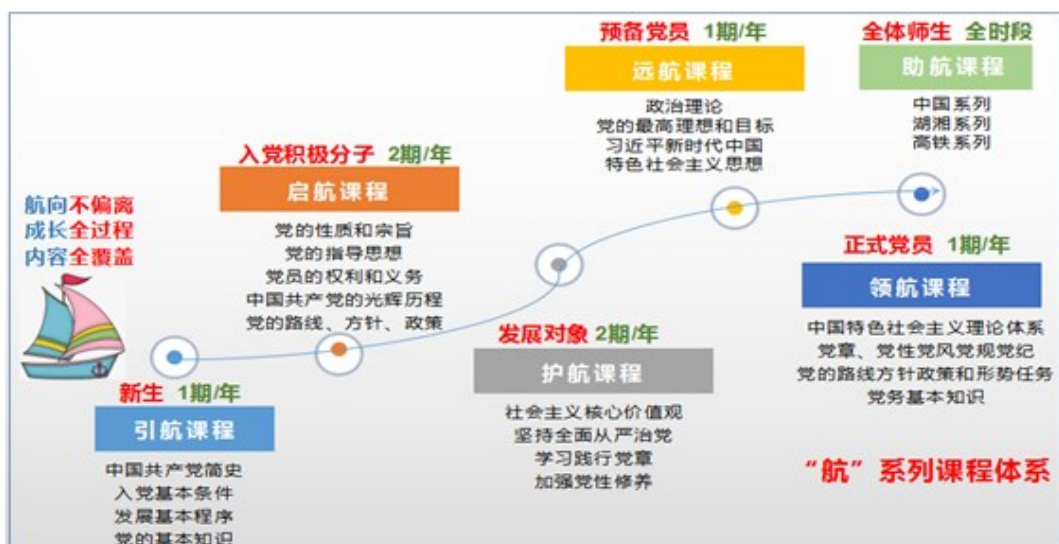 预备党员 1期/年
远航课程
政治理论
党的最高理想和目标
习近平新时代中国
特色社会主义思想
全体师生 全时段
助航课程
中国系列
湖湘系列
高铁系列
入党积极分子 2期/年
启航课程
党的性质和宗旨
党的指导思想
党员的权利和义务
中国共产党的光辉历程
党的路线、方针、政策
航向不偏离
成长全过程
内容全覆盖
新生 1期/年
引航课程
中国共产党简史
入党基本条件
发展基本程序
党的基本知识
发展对象 2期/年
护航课程
社会主义核心价值观
坚持全面从严治党
学习践行党章
加强党性修养
正式党员 1期/年
领航课程
中国特色社会主义理论体系
党章、党性党风党规党纪
党的路线方针政策和形势任务
党务基本知识
“航”系列课程体系